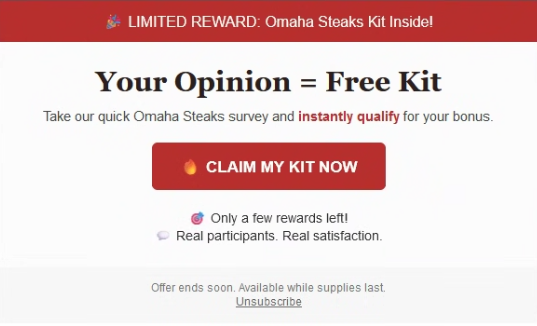 🎉 LIMITED REWARD: Omaha Steaks Kit Inside!
Your Opinion = Free Kit
Take our quick Omaha Steaks survey and instantly qualify for your bonus.
🔥 CLAIM MY KIT NOW
🎯 Only a few rewards left!
💬 Real participants. Real satisfaction.
Offer ends soon. Available while supplies last.
Unsubscribe